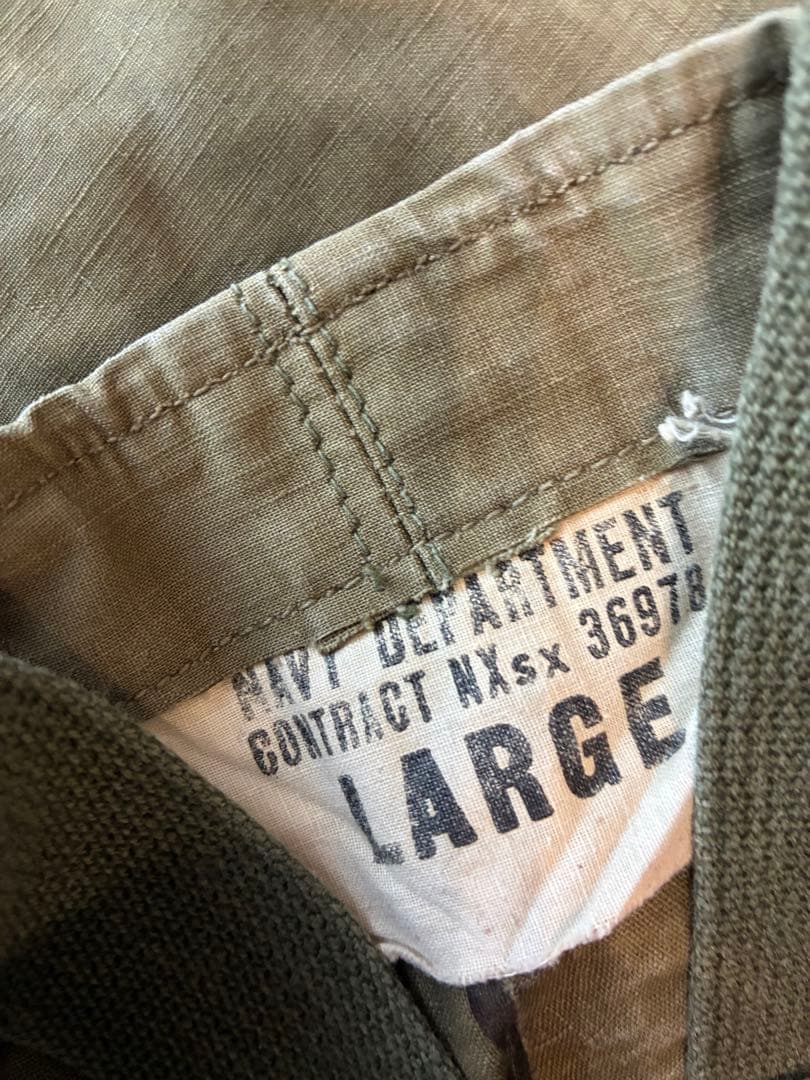 NAVY DEPARTMENT
CONTRACT NXsx 36978
LARGE